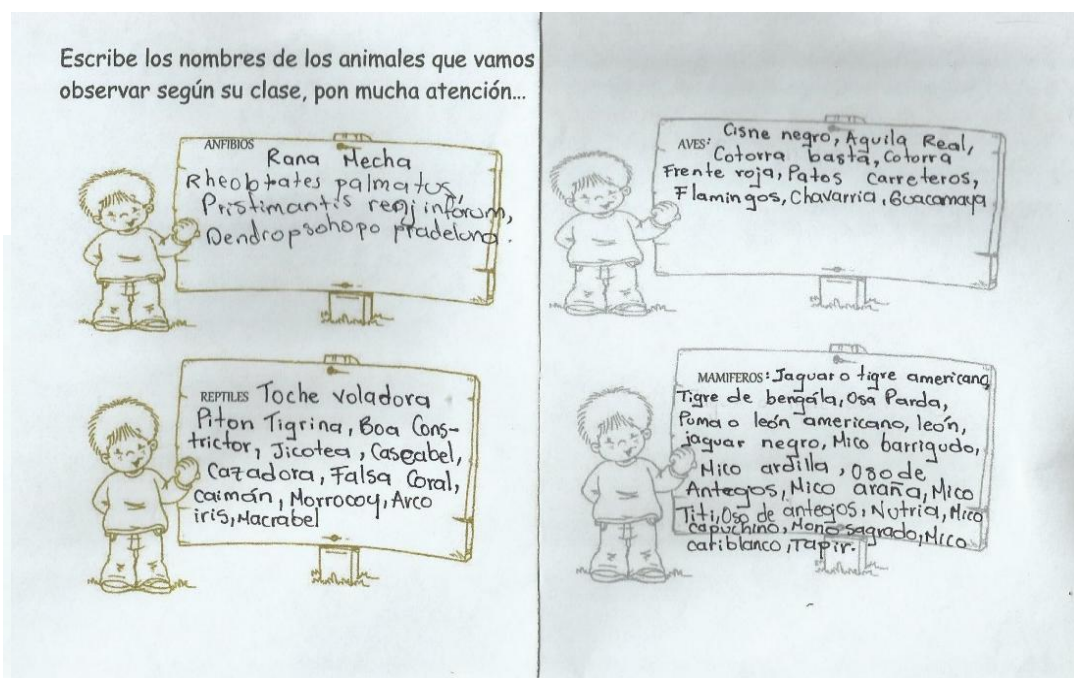 Escribe los nombres de los animales que vamos
observar según su clase, pon mucha atención...
ANFIBIOS
Rana Mecha
Rheobtates palmatus,
Pristimantis renjinforum,
Dendropsohopo pradelona.
REPTILES Toche voladora
Piton Tigrina, Boa Cons-
trictor, Jicotea, Cascabel,
Cazadora, Falsa Coral,
caimán, Morrocoy, Arco
iris, Macrabel
AVES: Cisne negro, Aquila Real,
Cotorra basta, Cotorra
Frente roja, Patos Carreteros,
Flamingos, Chavarria, Guacamaya
MAMIFEROS: Jaguar o tigre americano,
Tigre de bengala, Osa Parda,
Puma o león americano, león,
jaguar negro, Mico barrigudo,
Mico ardilla, Oso de
Anteojos, Mico araña, Mico
Titi, Oso de anteojos, Nutria, Mico
capuchino, Mono sagrado, Mico
cariblanco, Tapir.